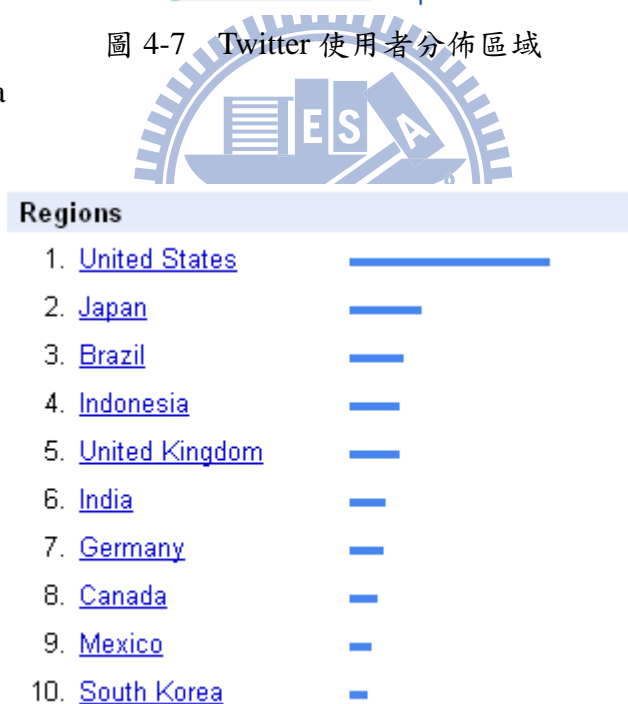 圖 4-7 Twitter 使用者分佈區域
a
E S A
Regions
1. United States
2. Japan
3. Brazil
4. Indonesia
5. United Kingdom
6. India
7. Germany
8. Canada
9. Mexico
10. South Korea